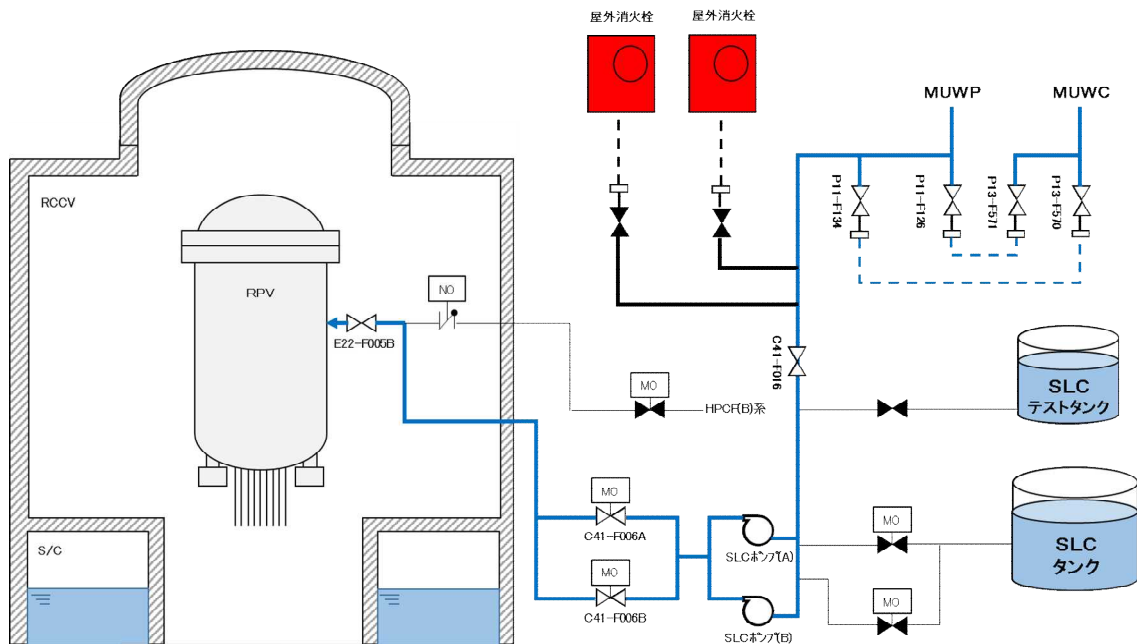 屋外消火栓
屋外消火栓
MUWP
MUWC
P11-F134
P11-F126
P13-F571
P13-F570
RCCV
RPV
NO
E22-F005B
MO
HPCF(B)系
C41-F016
SLC
テストタンク
MO
C41-F006A
SLCポンプ(A)
MO
SLC
タンク
S/C
MO
C41-F006B
SLCポンプ(B)
MO